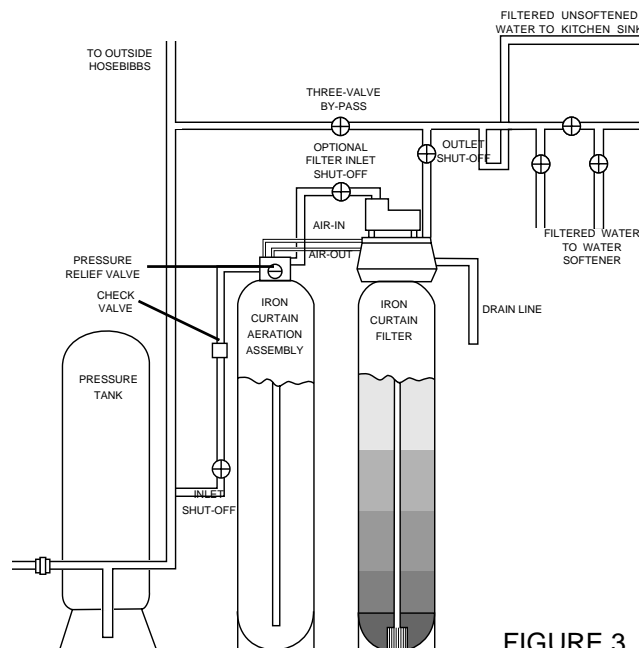 FILTERED UNSOFTENED
WATER TO KITCHEN SINK
TO OUTSIDE
HOSEBIBBS
THREE-VALVE
BY-PASS
OPTIONAL
FILTER INLET
SHUT-OFF
OUTLET
SHUT-OFF
AIR-IN
AIR-OUT
FILTERED WATER
TO WATER
SOFTENER
PRESSURE
RELIEF VALVE
CHECK
VALVE
IRON
CURTAIN
AERATION
ASSEMBLY
IRON
CURTAIN
FILTER
DRAIN LINE
PRESSURE
TANK
INLET
SHUT-OFF
FIGURE 3